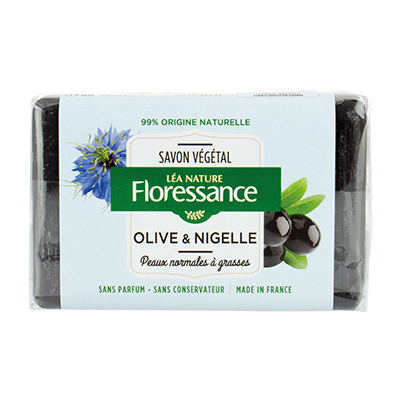 99% ORIGINE NATURELLE
SAVON VÉGÉTAL
LÉA NATURE
Floressance
OLIVE & NIGELLE
Peaux normales à grasses
SANS PARFUM - SANS CONSERVATEUR | MADE IN FRANCE